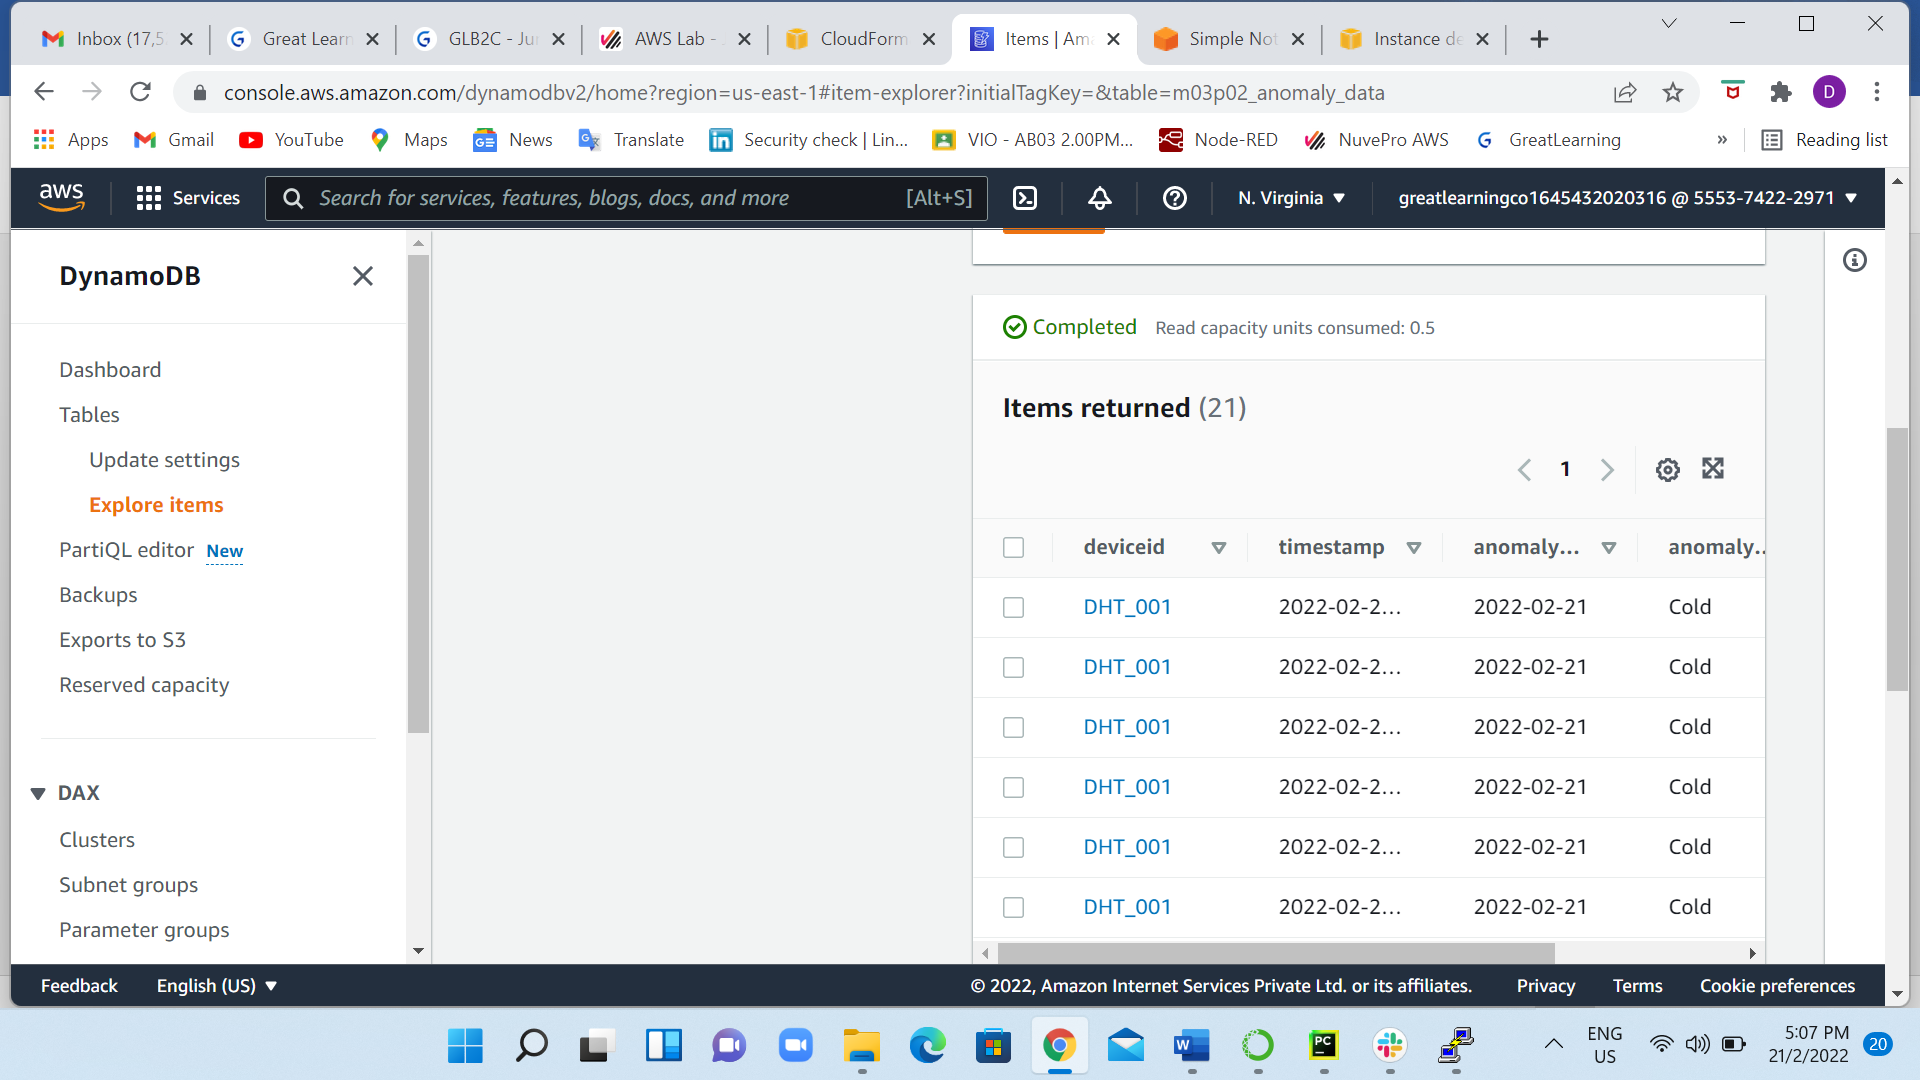 Inbox (17,5
Great Learn
GLB2C - Ju
AWS Lab -
CloudForm
Items | Am
Simple Not
Instance de
console.aws.amazon.com/dynamodbv2/home?region=us-east-1#item-explorer?initialTagKey=&table=m03p02_anomaly_data
D
Apps
Gmail
YouTube
Maps
News
Translate
Security check | Lin...
VIO - AB03 2.00PM...
Node-RED
NuvePro AWS
GreatLearning
»
Reading list
aws
Services
Search for services, features, blogs, docs, and more
[Alt+S]
N. Virginia
greatlearningco1645432020316 @ 5553-7422-2971
DynamoDB
Dashboard
Tables
Update settings
Explore items
PartiQL editor New
Backups
Exports to S3
Reserved capacity
DAX
Clusters
Subnet groups
Parameter groups
Completed Read capacity units consumed: 0.5
Items returned (21)
1
deviceid timestamp anomaly... anomaly..
DHT_001 2022-02-2... 2022-02-21 Cold
DHT_001 2022-02-2... 2022-02-21 Cold
DHT_001 2022-02-2... 2022-02-21 Cold
DHT_001 2022-02-2... 2022-02-21 Cold
DHT_001 2022-02-2... 2022-02-21 Cold
DHT_001 2022-02-2... 2022-02-21 Cold
Feedback
English (US)
© 2022, Amazon Internet Services Private Ltd. or its affiliates.
Privacy
Terms
Cookie preferences
W
PC
ENG
US
5:07 PM
21/2/2022
20